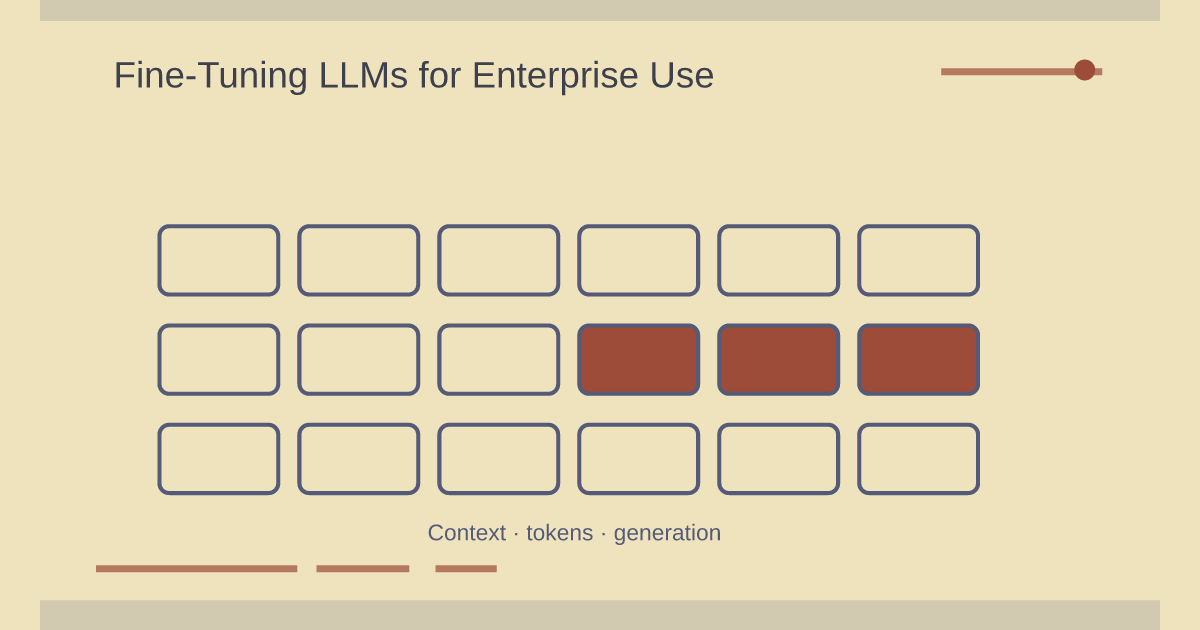 Fine-Tuning LLMs for Enterprise Use
Context · tokens · generation